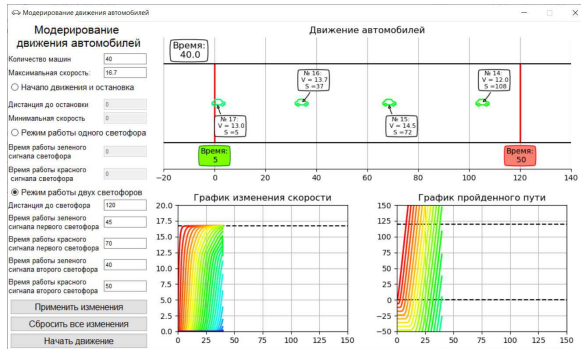 Модерирование движения автомобилей
Модерирование
движения автомобилей
Количество машин
40
Максимальная скорость:
16.7
Начало движения и остановка
Дистанция до остановки
0
Минимальная скорость
0
Режим работы одного светофора
Время работы зеленого
сигнала светофора
0
Время работы красного
сигнала светофора
0
Режим работы двух светофоров
Дистанция до светофора
120
Время работы зеленого
сигнала первого светофора
45
Время работы красного
сигнала первого светофора
70
Время работы зеленого
сигнала второго светофора
40
Время работы красного
сигнала второго светофора
50
Применить изменения
Сбросить все изменения
Начать движение
Движение автомобилей
Время:
40.0
№ 16:
V = 13.7
S =37
№ 14:
V = 12.0
S =108
№ 17:
V = 13.0
S =5
№ 15:
V = 14.5
S =72
Время:
5
Время:
50
−20 0 20 40 60 80 100 120 140
График изменения скорости
20.0
17.5
15.0
12.5
10.0
7.5
5.0
2.5
0.0
0 25 50 75 100 125 150
График пройденного пути
150
125
100
75
50
25
0
−25
−50
0 25 50 75 100 125 150